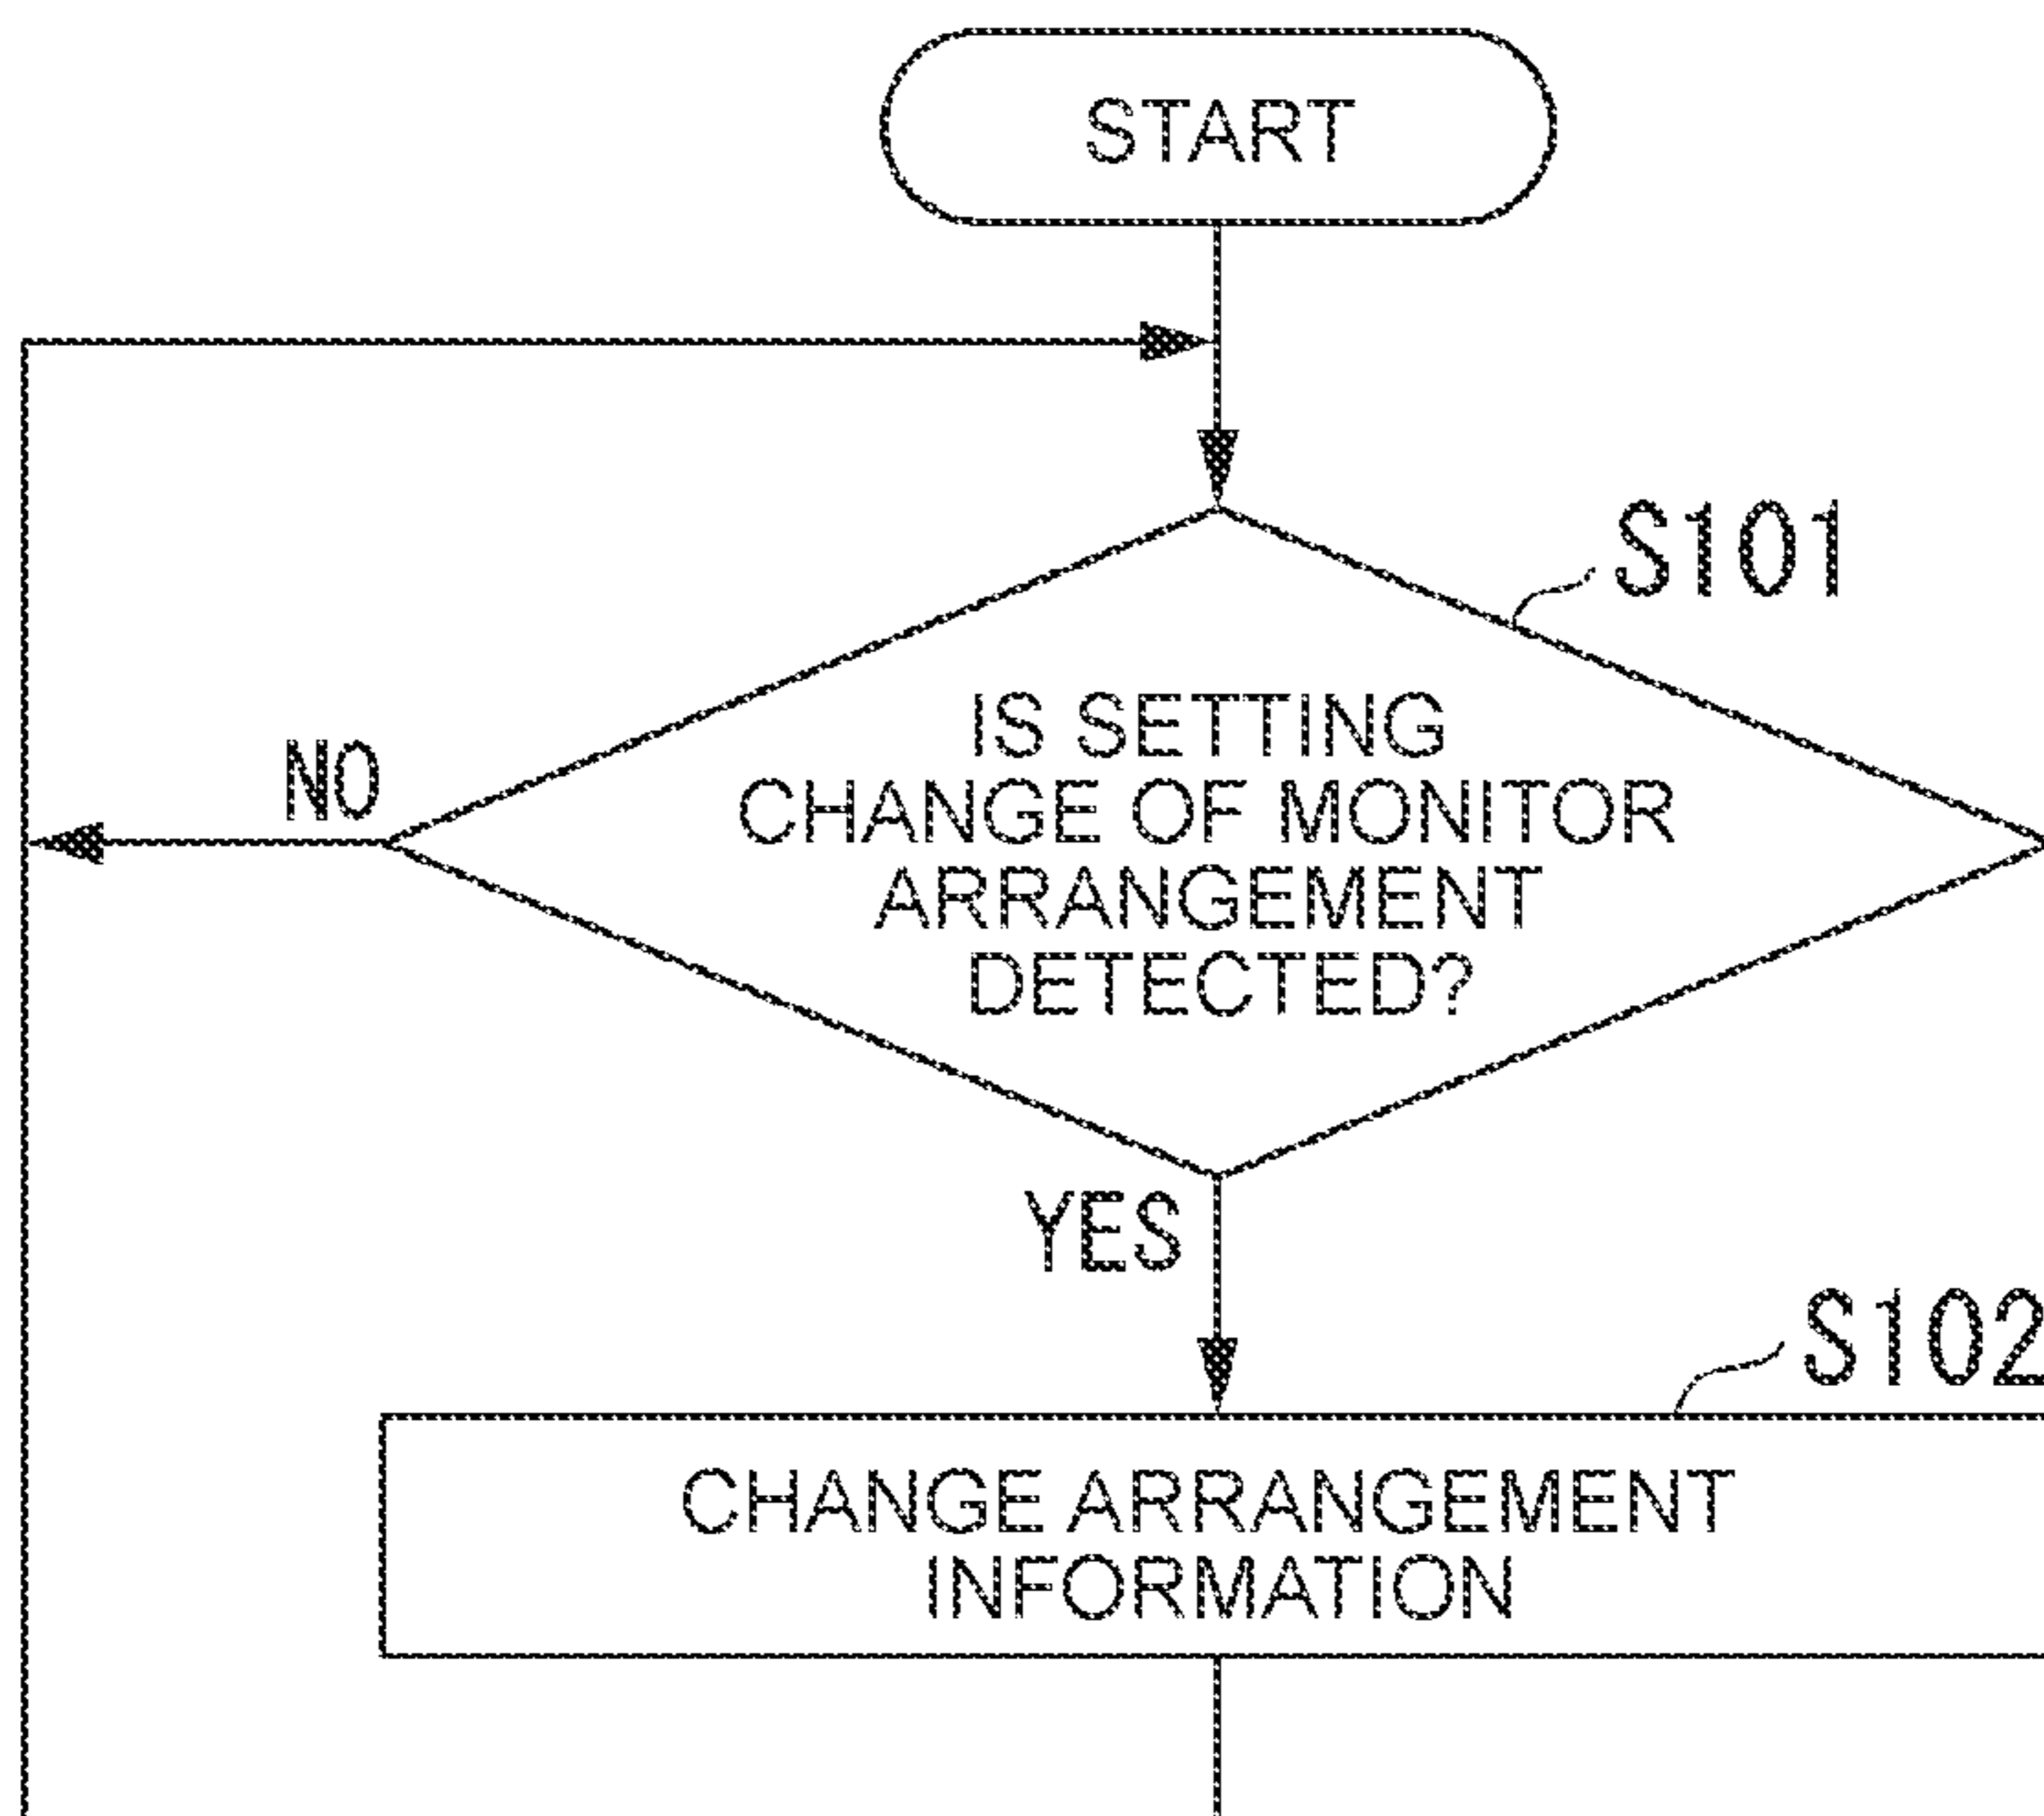 START
S101
IS SETTING
CHANGE OF MONITOR
ARRANGEMENT
DETECTED?
NO
YES
S102
CHANGE ARRANGEMENT
INFORMATION